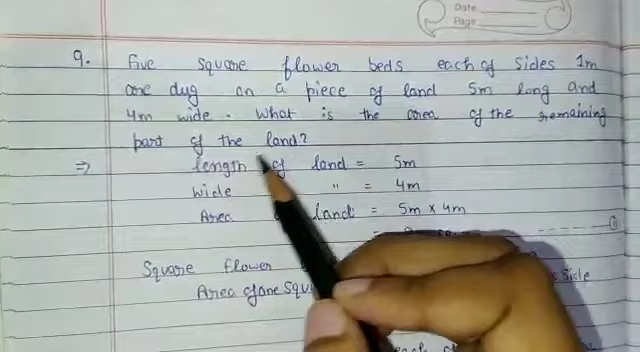 Date
Page
9. Five square flower beds each of sides 1m
are dug on a piece of land 5m long and
4m wide. What is the area of the remaining
part of the land?
⇒ length of land = 5m
Wide " = 4m
Area land = 5m × 4m
=
Square flower
Side
Area of one Squ
each